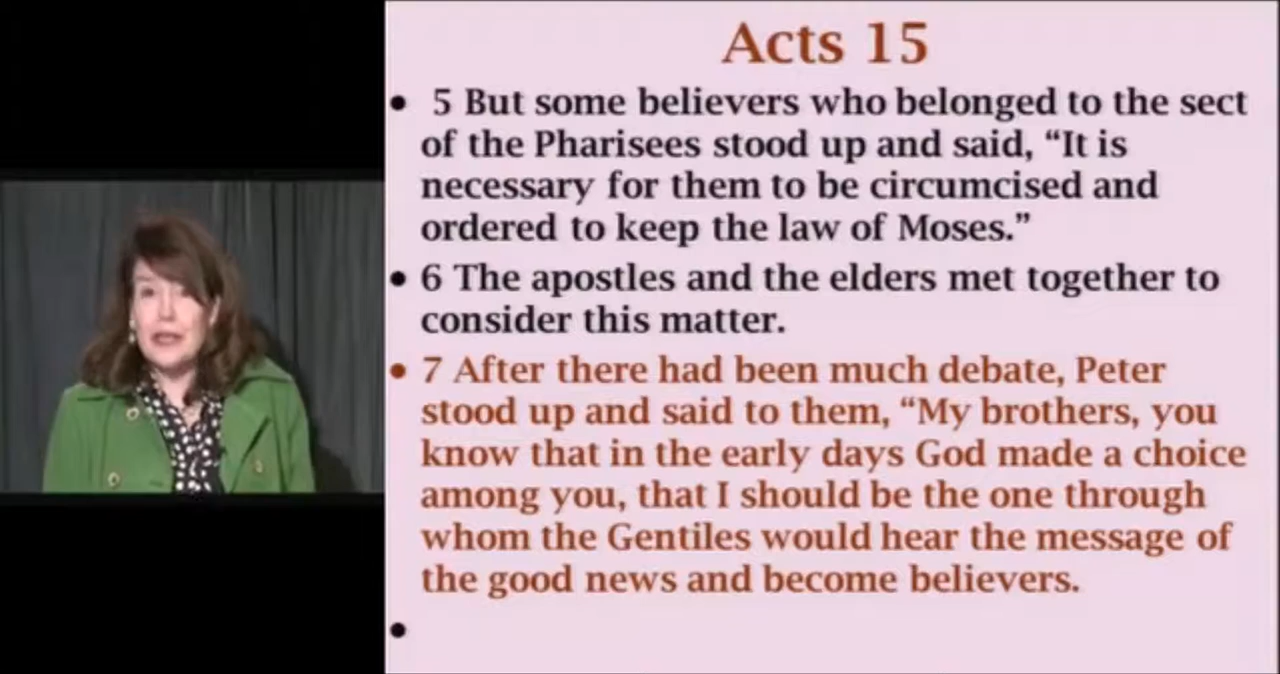 Acts 15
• 5 But some believers who belonged to the sect
of the Pharisees stood up and said, “It is
necessary for them to be circumcised and
ordered to keep the law of Moses.”
• 6 The apostles and the elders met together to
consider this matter.
• 7 After there had been much debate, Peter
stood up and said to them, “My brothers, you
know that in the early days God made a choice
among you, that I should be the one through
whom the Gentiles would hear the message of
the good news and become believers.
•